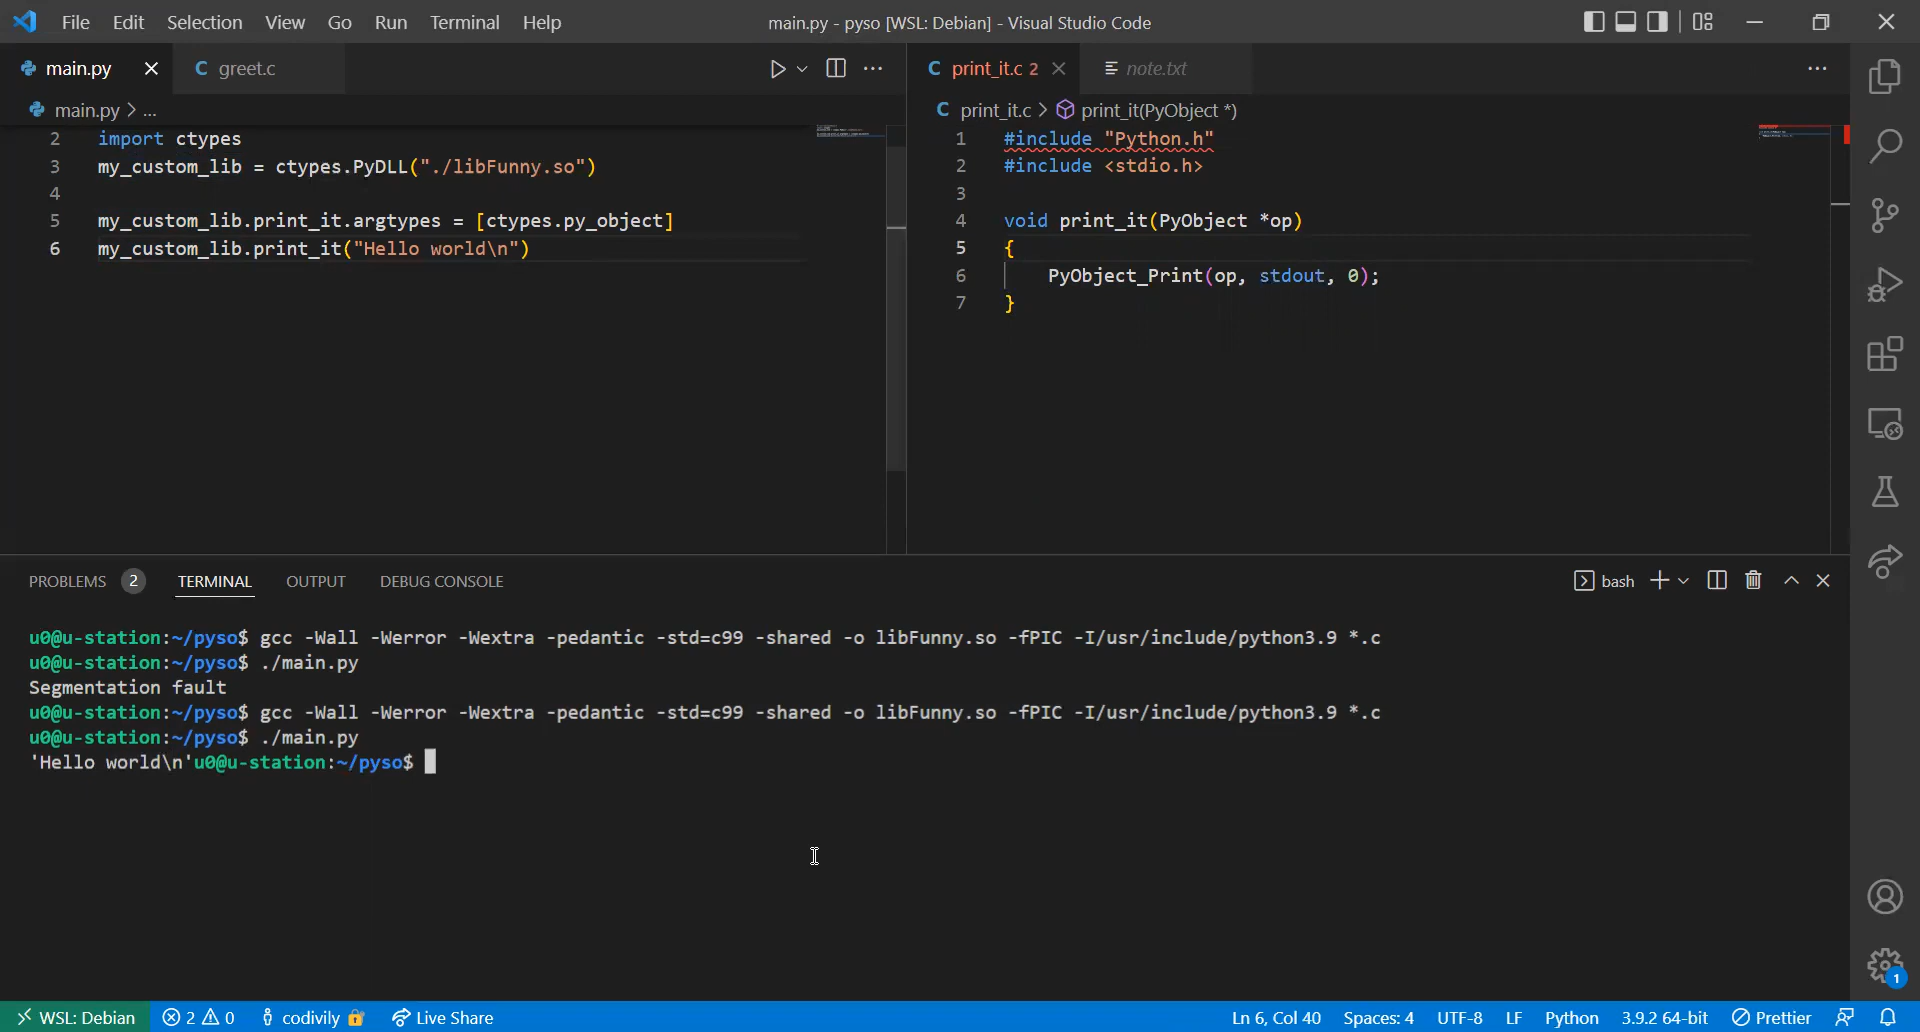 File Edit Selection View Go Run Terminal Help
main.py - pyso [WSL: Debian] - Visual Studio Code
main.py
greet.c
main.py > ...
2 import ctypes
3 my_custom_lib = ctypes.PyDLL("./libFunny.so")
4
5 my_custom_lib.print_it.argtypes = [ctypes.py_object]
6 my_custom_lib.print_it("Hello world\n")
print_it.c 2
note.txt
print_it.c > print_it(PyObject *)
1 #include "Python.h"
2 #include <stdio.h>
3
4 void print_it(PyObject *op)
5 {
6     PyObject_Print(op, stdout, 0);
7 }
PROBLEMS 2 TERMINAL OUTPUT DEBUG CONSOLE
bash
u0@u-station:~/pyso$ gcc -Wall -Werror -Wextra -pedantic -std=c99 -shared -o libFunny.so -fPIC -I/usr/include/python3.9 *.c
u0@u-station:~/pyso$ ./main.py
Segmentation fault
u0@u-station:~/pyso$ gcc -Wall -Werror -Wextra -pedantic -std=c99 -shared -o libFunny.so -fPIC -I/usr/include/python3.9 *.c
u0@u-station:~/pyso$ ./main.py
'Hello world\n'u0@u-station:~/pyso$
1
WSL: Debian 2 0 codivily Live Share
Ln 6, Col 40 Spaces: 4 UTF-8 LF Python 3.9.2 64-bit Prettier